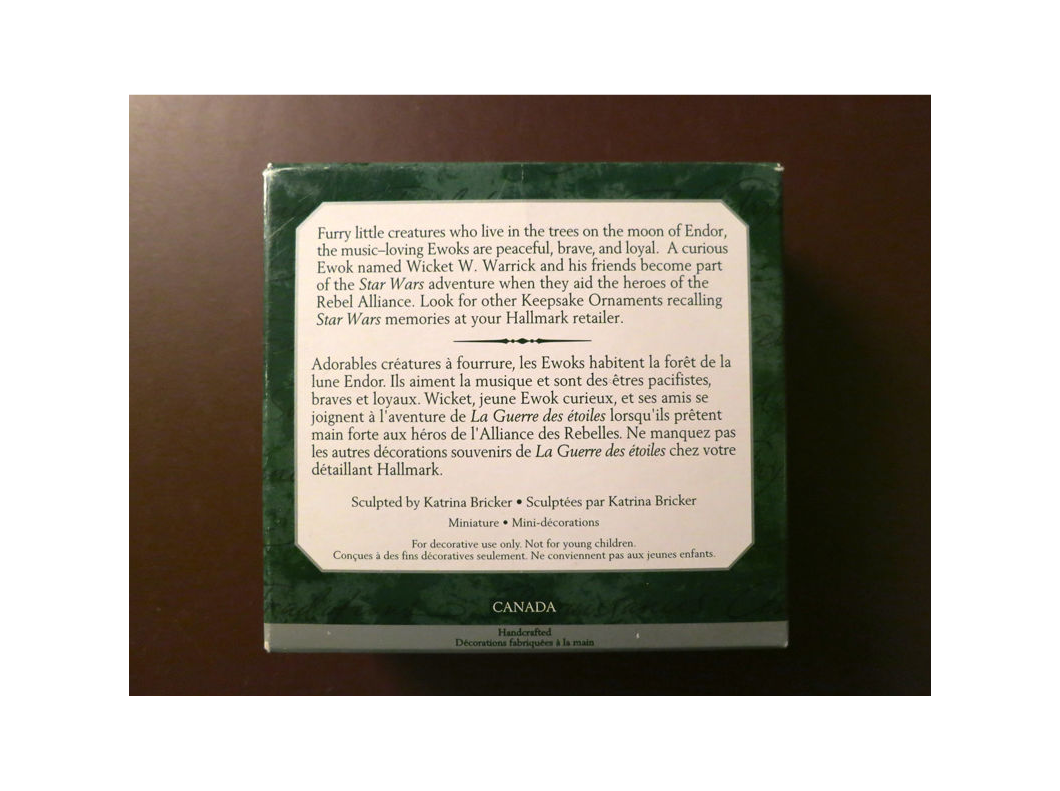 Furry little creatures who live in the trees on the moon of Endor,
the music–loving Ewoks are peaceful, brave, and loyal. A curious
Ewok named Wicket W. Warrick and his friends become part
of the Star Wars adventure when they aid the heroes of the
Rebel Alliance. Look for other Keepsake Ornaments recalling
Star Wars memories at your Hallmark retailer.
Adorables créatures à fourrure, les Ewoks habitent la forêt de la
lune Endor. Ils aiment la musique et sont des êtres pacifistes,
braves et loyaux. Wicket, jeune Ewok curieux, et ses amis se
joignent à l'aventure de La Guerre des étoiles lorsqu'ils prêtent
main forte aux héros de l'Alliance des Rebelles. Ne manquez pas
les autres décorations souvenirs de La Guerre des étoiles chez votre
détaillant Hallmark.
Sculpted by Katrina Bricker • Sculptées par Katrina Bricker
Miniature • Mini-décorations
For decorative use only. Not for young children.
Conçues à des fins décoratives seulement. Ne conviennent pas aux jeunes enfants.
CANADA
Handcrafted
Décorations fabriquées à la main